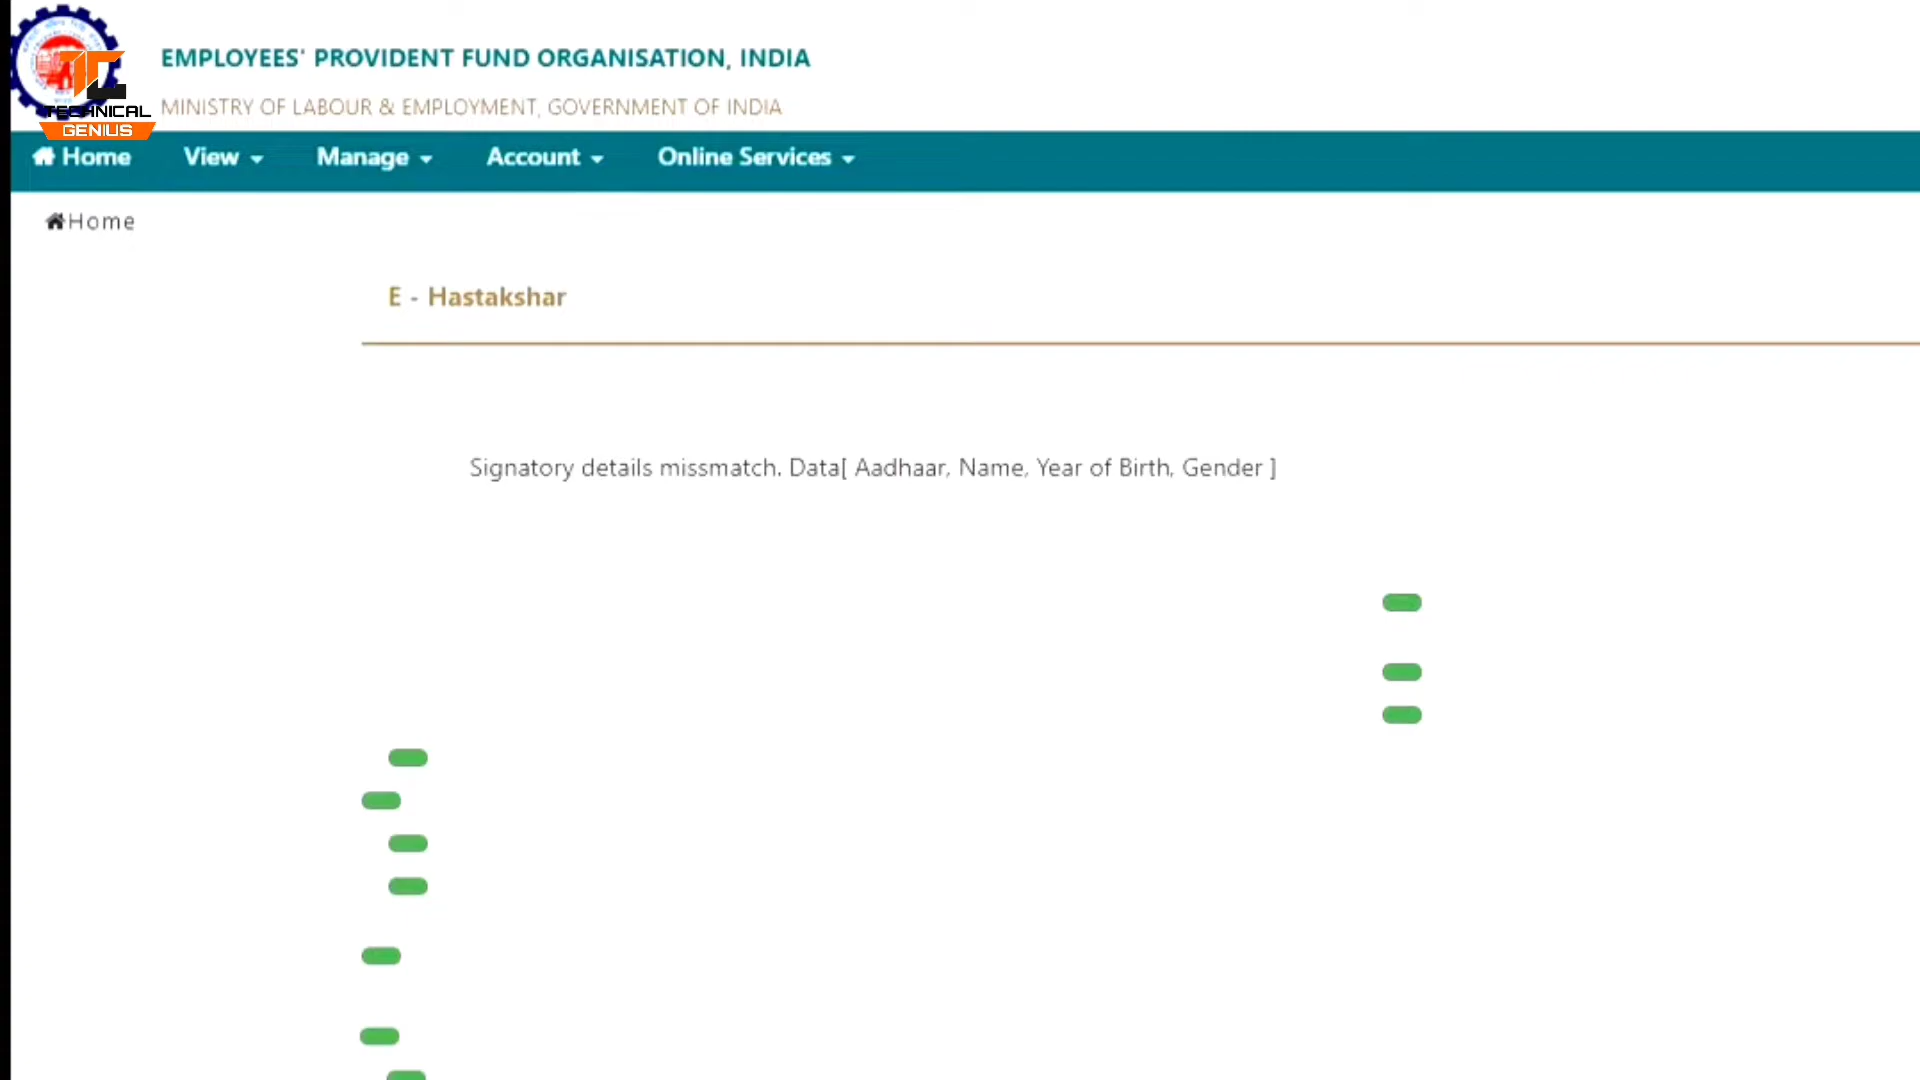 EMPLOYEES' PROVIDENT FUND ORGANISATION, INDIA
MINISTRY OF LABOUR & EMPLOYMENT, GOVERNMENT OF INDIA
TECHNICAL
GENIUS
Home View Manage Account Online Services
Home
E - Hastakshar
Signatory details missmatch. Data[ Aadhaar, Name, Year of Birth, Gender ]